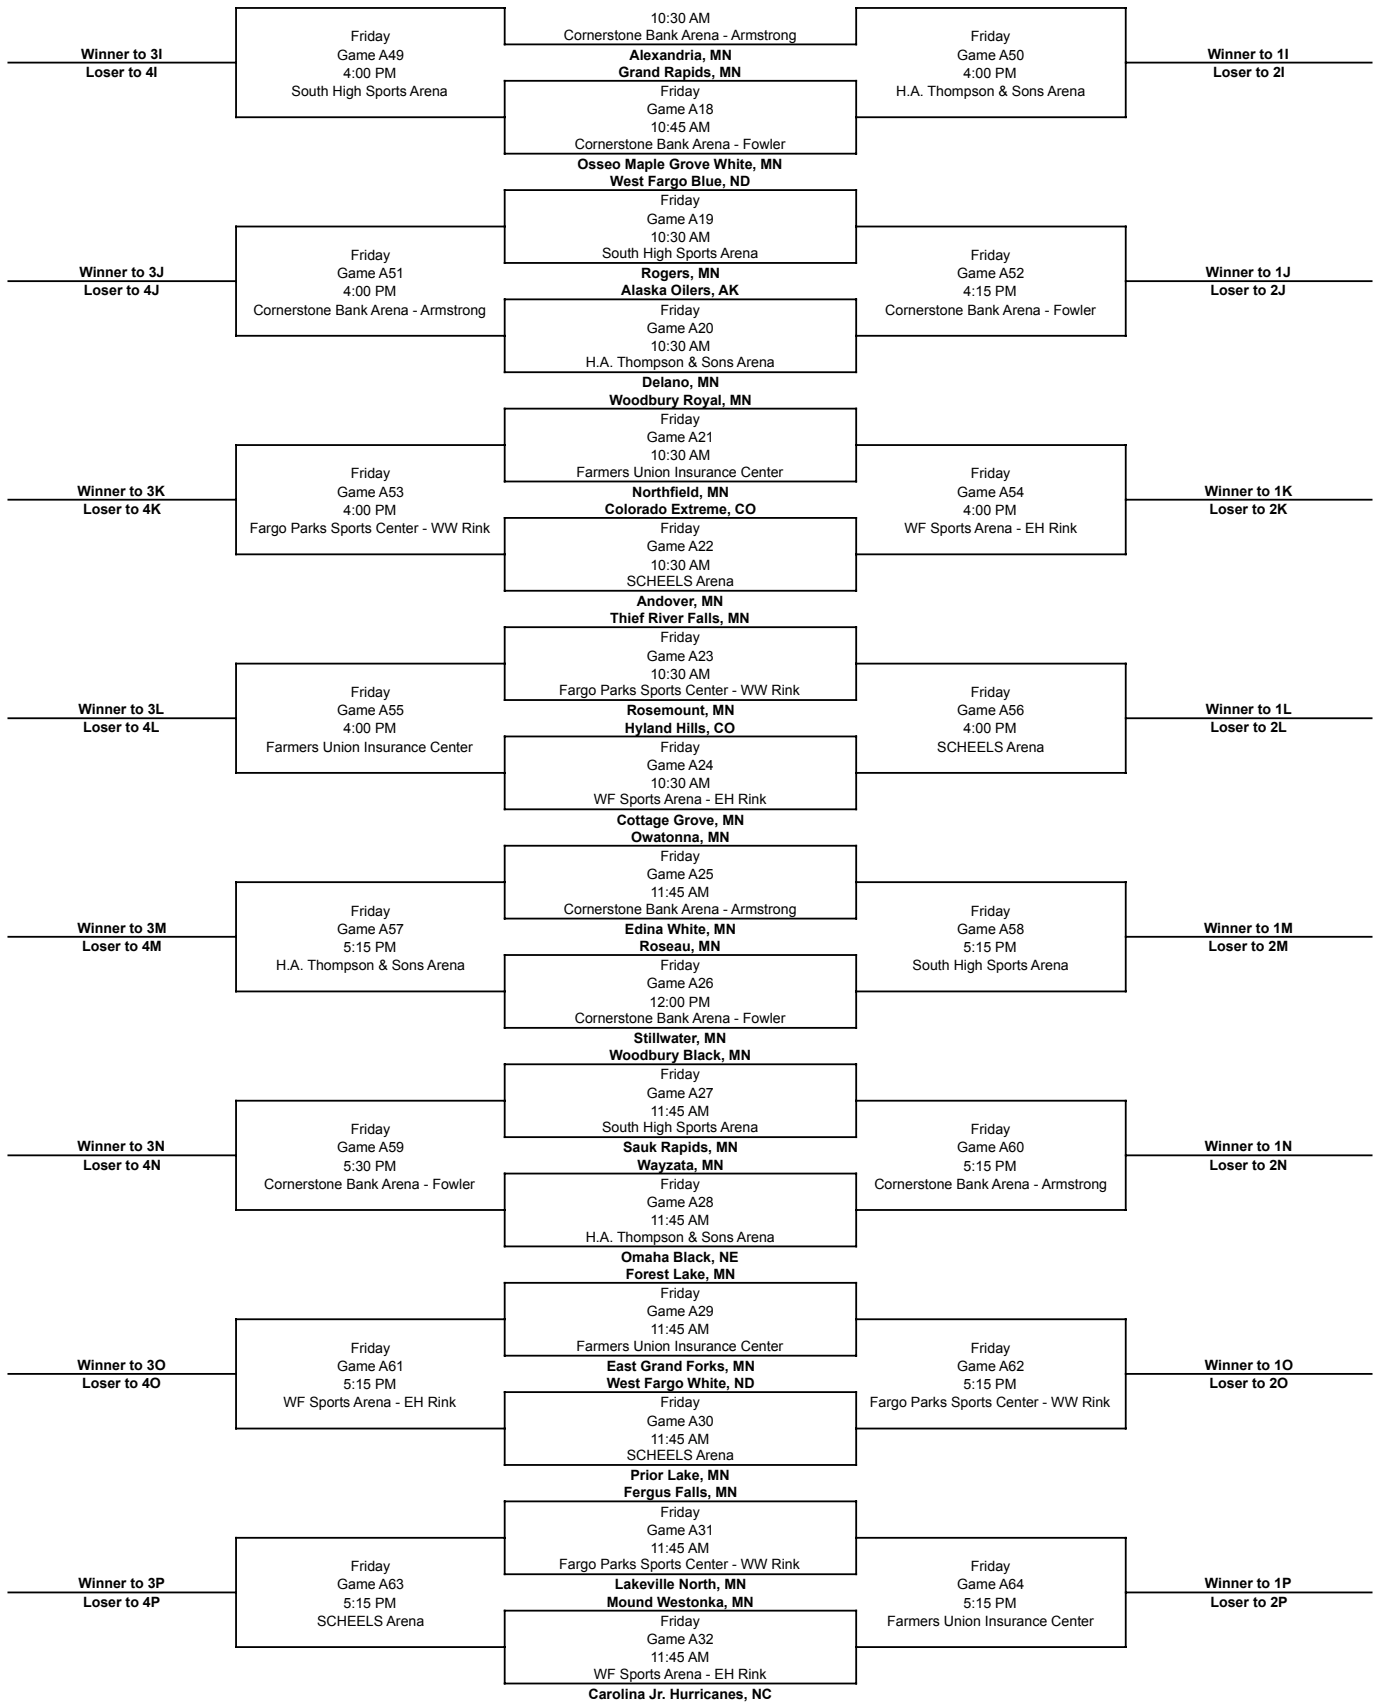 10:30 AM
Cornerstone Bank Arena - Armstrong
Friday
Game A49
4:00 PM
South High Sports Arena
Winner to 3I
Loser to 4I
Alexandria, MN
Grand Rapids, MN
Friday
Game A50
4:00 PM
H.A. Thompson & Sons Arena
Winner to 1I
Loser to 2I
Friday
Game A18
10:45 AM
Cornerstone Bank Arena - Fowler
Osseo Maple Grove White, MN
West Fargo Blue, ND
Friday
Game A19
10:30 AM
South High Sports Arena
Winner to 3J
Loser to 4J
Friday
Game A51
4:00 PM
Cornerstone Bank Arena - Armstrong
Rogers, MN
Alaska Oilers, AK
Friday
Game A52
4:15 PM
Cornerstone Bank Arena - Fowler
Winner to 1J
Loser to 2J
Friday
Game A20
10:30 AM
H.A. Thompson & Sons Arena
Delano, MN
Woodbury Royal, MN
Friday
Game A21
10:30 AM
Farmers Union Insurance Center
Winner to 3K
Loser to 4K
Friday
Game A53
4:00 PM
Fargo Parks Sports Center - WW Rink
Northfield, MN
Colorado Extreme, CO
Friday
Game A54
4:00 PM
WF Sports Arena - EH Rink
Winner to 1K
Loser to 2K
Friday
Game A22
10:30 AM
SCHEELS Arena
Andover, MN
Thief River Falls, MN
Friday
Game A23
10:30 AM
Fargo Parks Sports Center - WW Rink
Winner to 3L
Loser to 4L
Friday
Game A55
4:00 PM
Farmers Union Insurance Center
Rosemount, MN
Hyland Hills, CO
Friday
Game A56
4:00 PM
SCHEELS Arena
Winner to 1L
Loser to 2L
Friday
Game A24
10:30 AM
WF Sports Arena - EH Rink
Cottage Grove, MN
Owatonna, MN
Friday
Game A25
11:45 AM
Cornerstone Bank Arena - Armstrong
Winner to 3M
Loser to 4M
Friday
Game A57
5:15 PM
H.A. Thompson & Sons Arena
Edina White, MN
Roseau, MN
Friday
Game A58
5:15 PM
South High Sports Arena
Winner to 1M
Loser to 2M
Friday
Game A26
12:00 PM
Cornerstone Bank Arena - Fowler
Stillwater, MN
Woodbury Black, MN
Friday
Game A27
11:45 AM
South High Sports Arena
Winner to 3N
Loser to 4N
Friday
Game A59
5:30 PM
Cornerstone Bank Arena - Fowler
Sauk Rapids, MN
Wayzata, MN
Friday
Game A60
5:15 PM
Cornerstone Bank Arena - Armstrong
Winner to 1N
Loser to 2N
Friday
Game A28
11:45 AM
H.A. Thompson & Sons Arena
Omaha Black, NE
Forest Lake, MN
Friday
Game A29
11:45 AM
Farmers Union Insurance Center
Winner to 3O
Loser to 4O
Friday
Game A61
5:15 PM
WF Sports Arena - EH Rink
East Grand Forks, MN
West Fargo White, ND
Friday
Game A62
5:15 PM
Fargo Parks Sports Center - WW Rink
Winner to 1O
Loser to 2O
Friday
Game A30
11:45 AM
SCHEELS Arena
Prior Lake, MN
Fergus Falls, MN
Friday
Game A31
11:45 AM
Fargo Parks Sports Center - WW Rink
Winner to 3P
Loser to 4P
Friday
Game A63
5:15 PM
SCHEELS Arena
Lakeville North, MN
Mound Westonka, MN
Friday
Game A64
5:15 PM
Farmers Union Insurance Center
Winner to 1P
Loser to 2P
Friday
Game A32
11:45 AM
WF Sports Arena - EH Rink
Carolina Jr. Hurricanes, NC